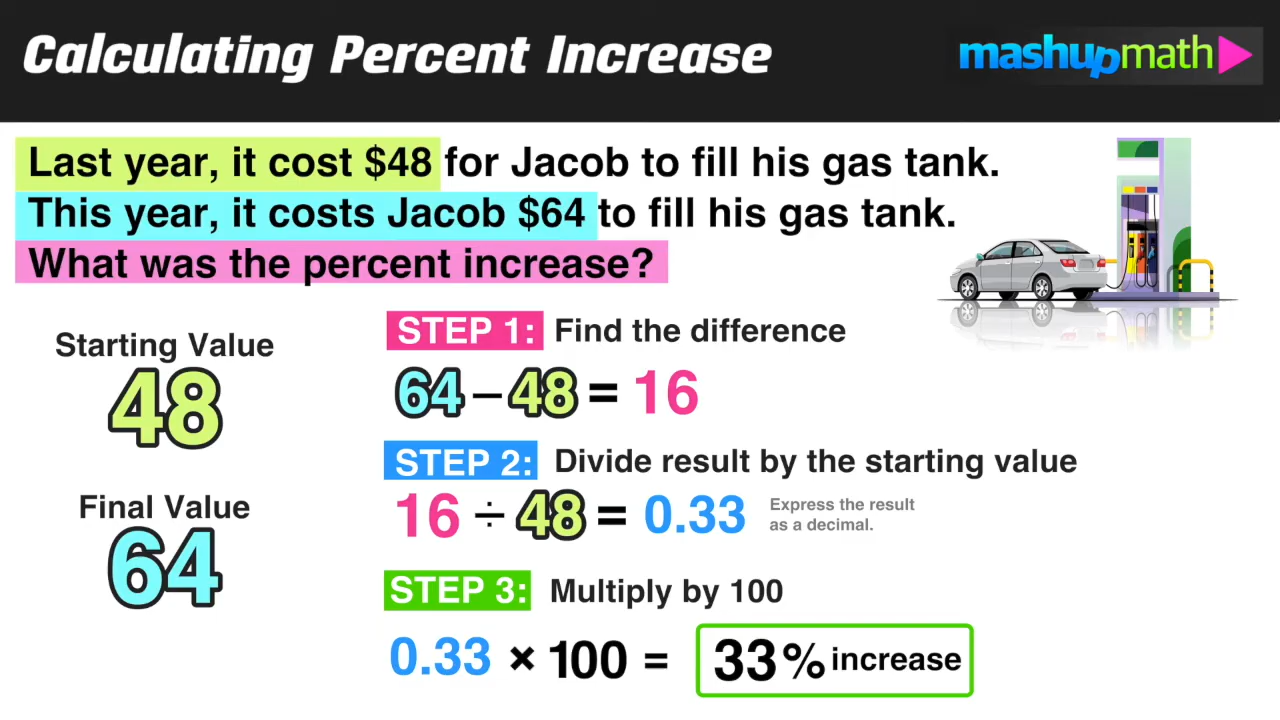 Calculating Percent Increase
mashupmath
Last year, it cost $48 for Jacob to fill his gas tank.
This year, it costs Jacob $64 to fill his gas tank.
What was the percent increase?
Starting Value
48
Final Value
64
STEP 1: Find the difference
64 – 48 = 16
STEP 2: Divide result by the starting value
16 ÷ 48 = 0.33
Express the result
as a decimal.
STEP 3: Multiply by 100
0.33 × 100 = 33% increase